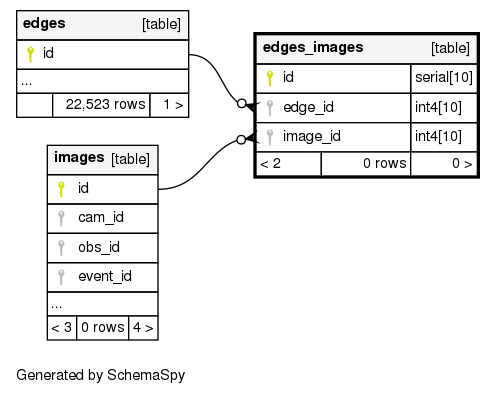 edges [table]
id
...
22,523 rows 1 >
edges_images [table]
id serial[10]
edge_id int4[10]
image_id int4[10]
< 2 0 rows 0 >
images [table]
id
cam_id
obs_id
event_id
...
< 3 0 rows 4 >
Generated by SchemaSpy